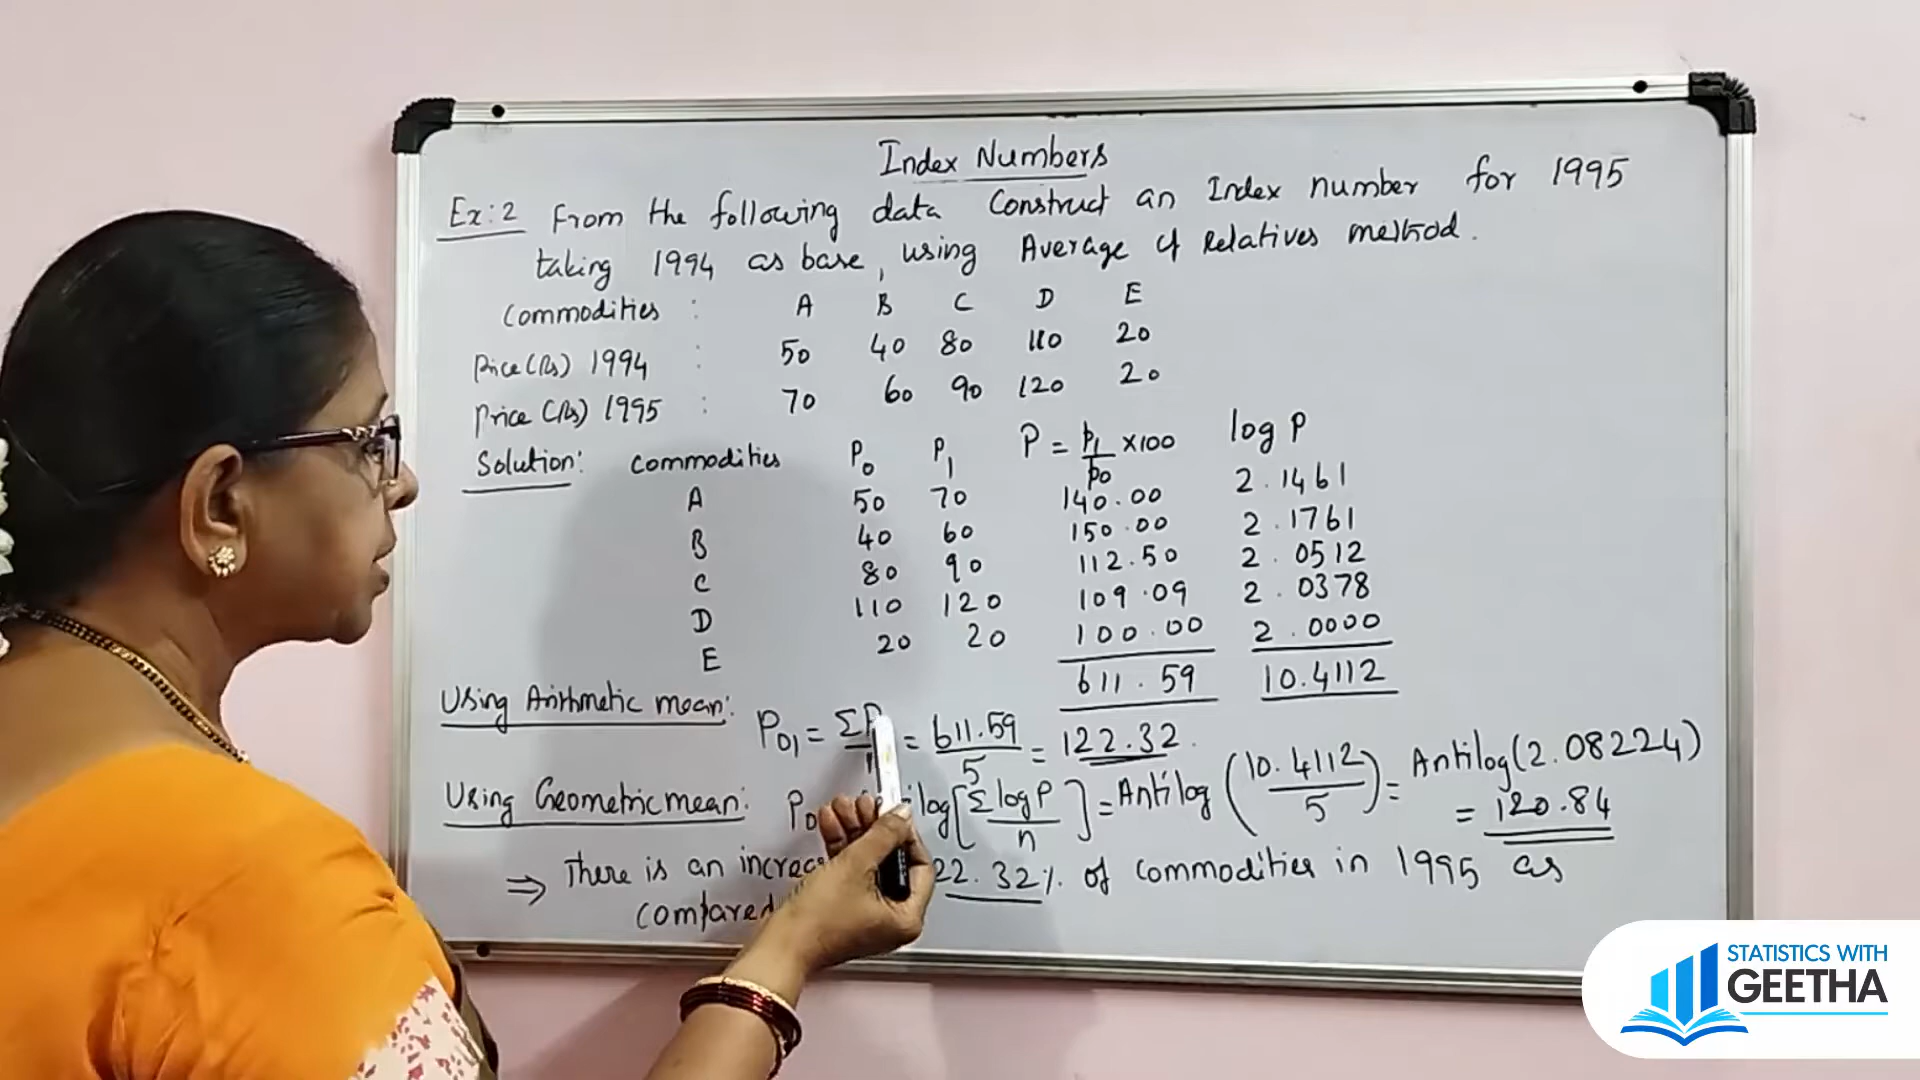 Index Numbers
Ex:2 From the following data Construct an Index number for 1995
taking 1994 as base, using Average of Relatives method.
Commodities : A B C D E
Price (Rs) 1994 : 50 40 80 110 20
Price (Rs) 1995 : 70 60 90 120 20
Solution: Commodities P0 P1 P = p1/p0 ×100 log P
A 50 70 140.00 2.1461
B 40 60 150.00 2.1761
C 80 90 112.50 2.0512
D 110 120 109.09 2.0378
E 20 20 100.00 2.0000
611.59 10.4112
Using Arithmetic mean: P01 = ΣP = 611.59/5 = 122.32
Using Geometric mean: log[Σ log P/n] = Antilog (10.4112/5) = Antilog (2.08224)
= 120.84
⇒ There is an 22.32% of commodities in 1995 as
compared
STATISTICS WITH
GEETHA